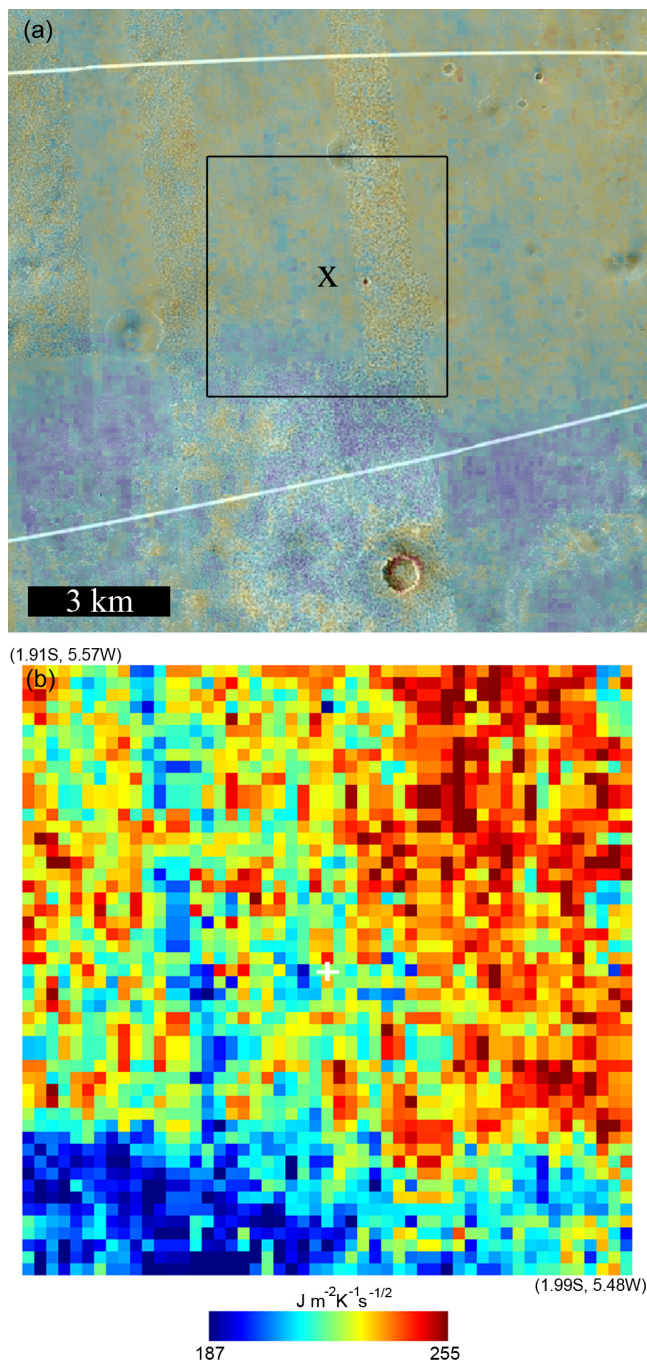 (a)
X
3 km
(1.91S, 5.57W)
(b)
(1.99S, 5.48W)
J m⁻²K⁻¹s⁻¹/²
187 255